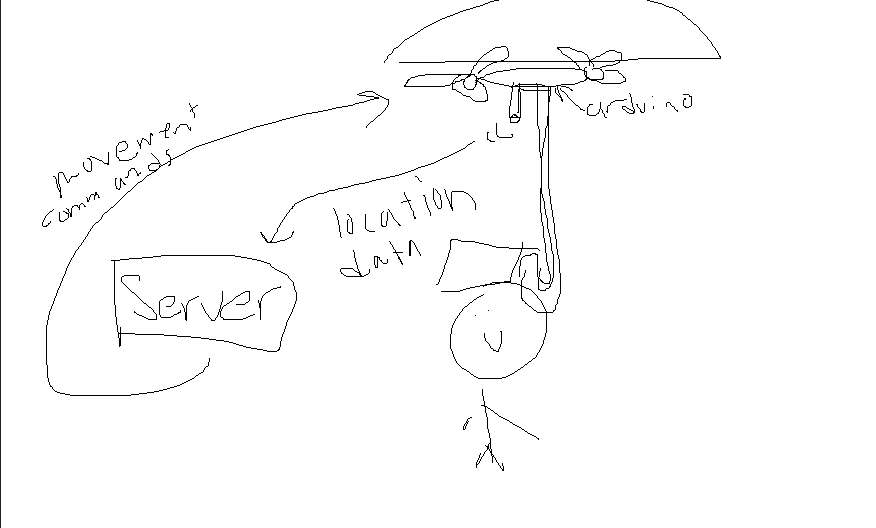 arduino
movement
commands
location
data
Server